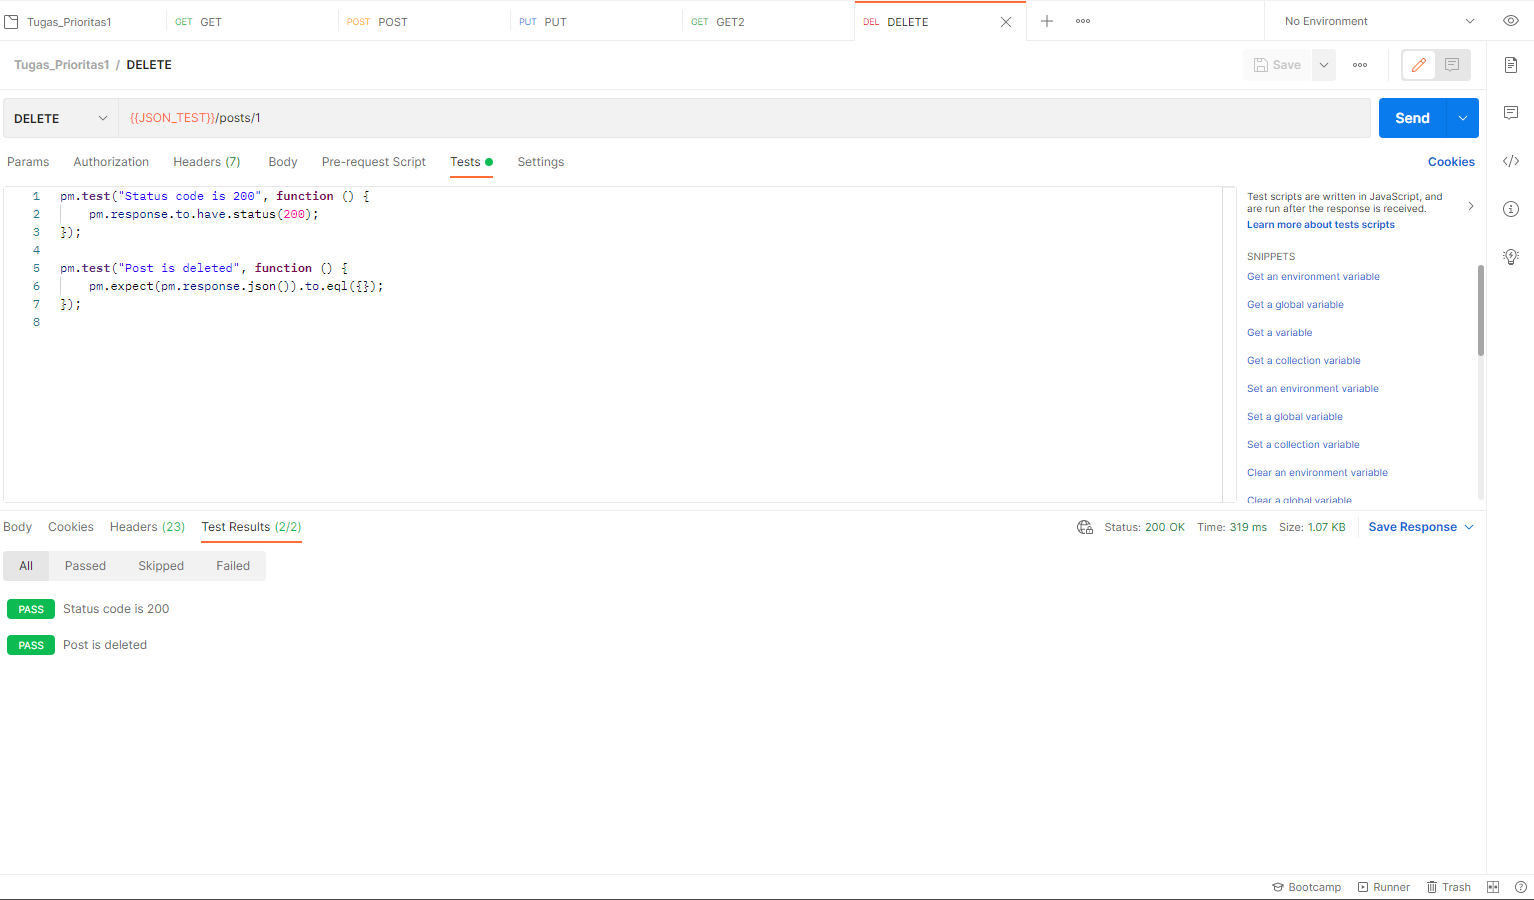 Tugas_Prioritas1 GET GET POST POST PUT PUT GET GET2 DEL DELETE No Environment
Tugas_Prioritas1 / DELETE Save
DELETE {{JSON_TEST}}/posts/1 Send
Params Authorization Headers (7) Body Pre-request Script Tests Settings Cookies
1 pm.test("Status code is 200", function () {
2 pm.response.to.have.status(200);
3 });
4
5 pm.test("Post is deleted", function () {
6 pm.expect(pm.response.json()).to.eql({});
7 });
8
Test scripts are written in JavaScript, and
are run after the response is received.
Learn more about tests scripts
SNIPPETS
Get an environment variable
Get a global variable
Get a variable
Get a collection variable
Set an environment variable
Set a global variable
Set a collection variable
Clear an environment variable
Clear a global variable
Body Cookies Headers (23) Test Results (2/2) Status: 200 OK Time: 319 ms Size: 1.07 KB Save Response
All Passed Skipped Failed
PASS Status code is 200
PASS Post is deleted
Bootcamp Runner Trash